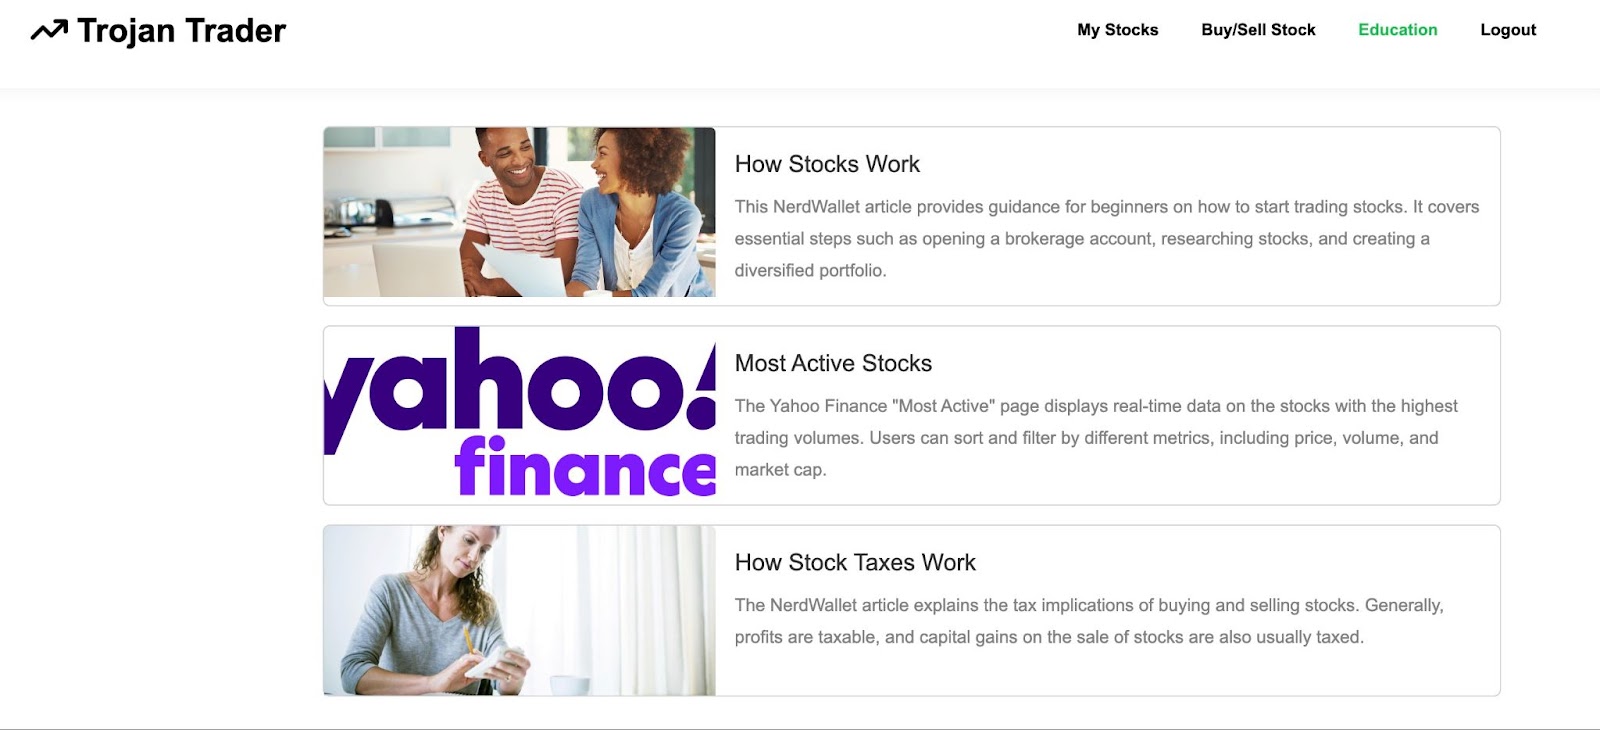 Trojan Trader
My Stocks
Buy/Sell Stock
Education
Logout
How Stocks Work
This NerdWallet article provides guidance for beginners on how to start trading stocks. It covers
essential steps such as opening a brokerage account, researching stocks, and creating a
diversified portfolio.
yahoo!
finance
Most Active Stocks
The Yahoo Finance "Most Active" page displays real-time data on the stocks with the highest
trading volumes. Users can sort and filter by different metrics, including price, volume, and
market cap.
How Stock Taxes Work
The NerdWallet article explains the tax implications of buying and selling stocks. Generally,
profits are taxable, and capital gains on the sale of stocks are also usually taxed.